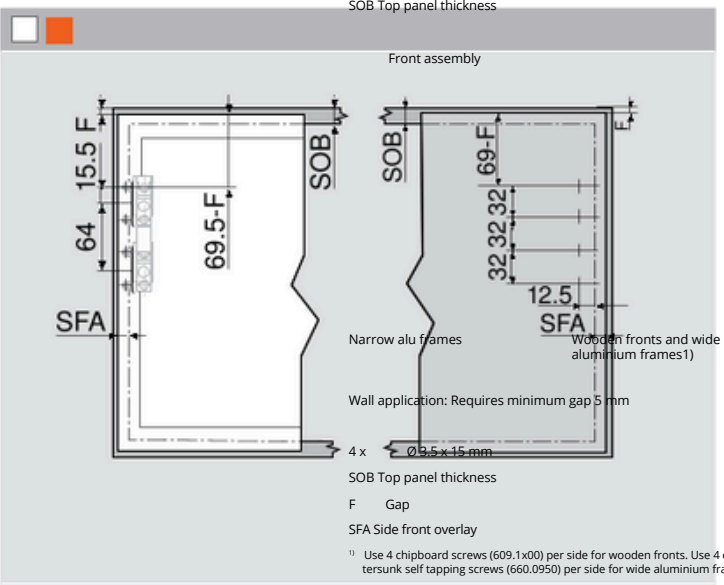 SOB Top panel thickness
Front assembly
15.5 F
64
69.5-F
SOB
SFA
SOB
69-F
F
32
32
32
12.5
SFA
Narrow alu frames
Wooden fronts and wide
aluminium frames1)
Wall application: Requires minimum gap 5 mm
4 x Ø 3.5 x 15 mm
SOB Top panel thickness
F Gap
SFA Side front overlay
1) Use 4 chipboard screws (609.1x00) per side for wooden fronts. Use 4
tersunk self tapping screws (660.0950) per side for wide aluminium